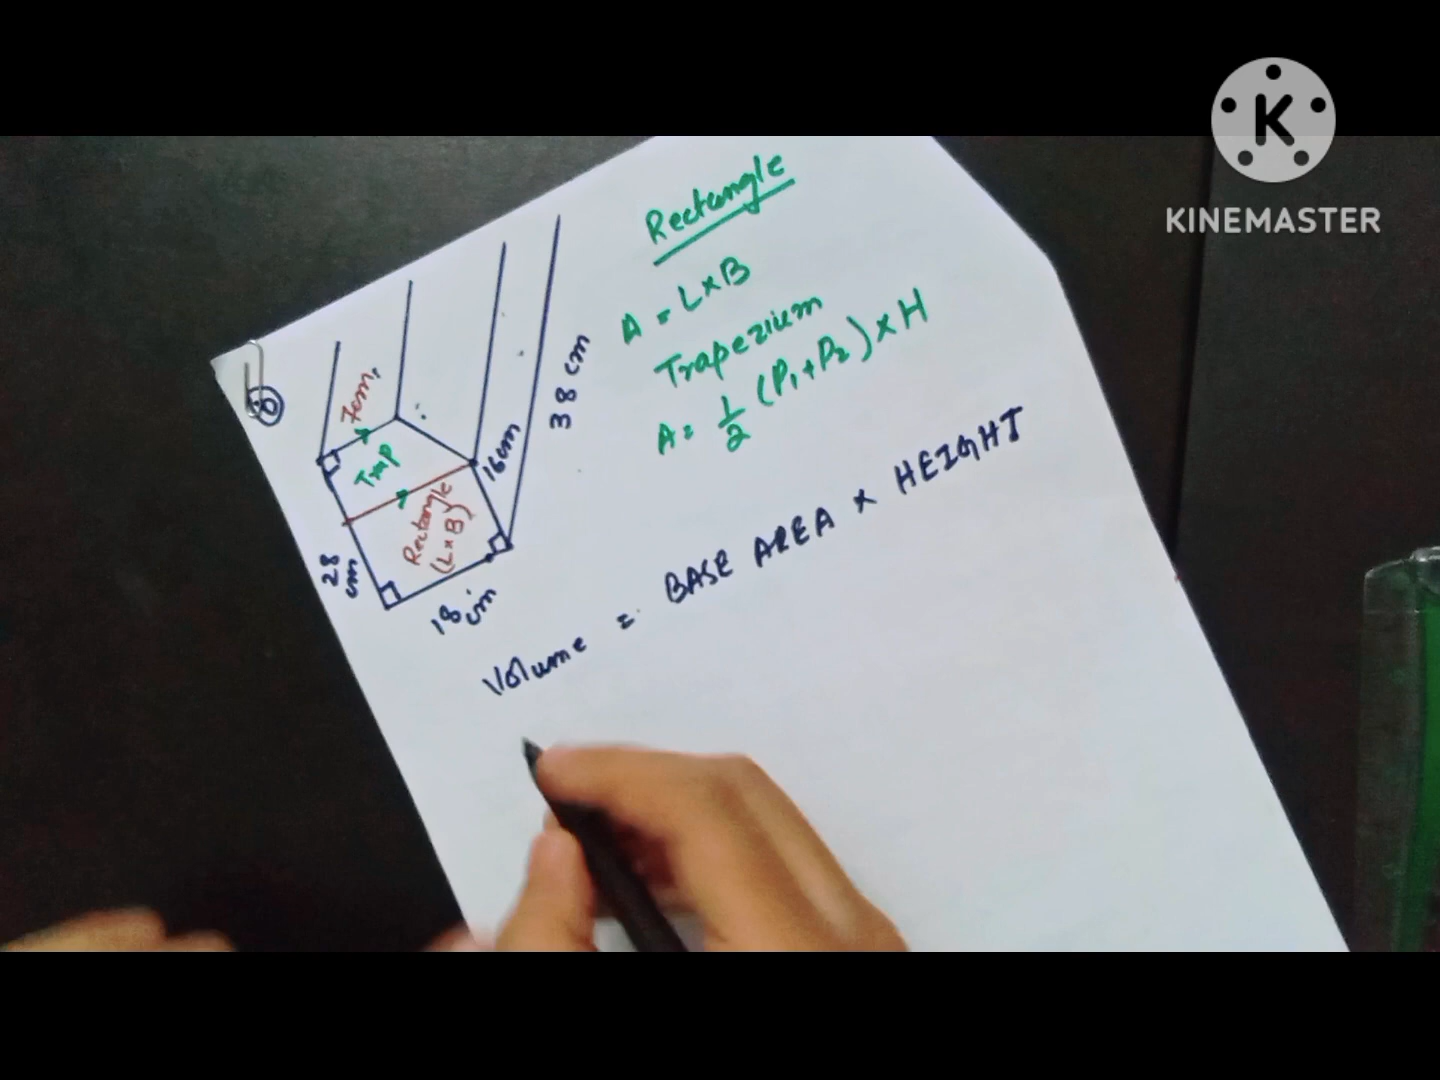 K
KINEMASTER
Rectangle
A = L×B
Trapezium
A = 1/2 (P₁+P₂) × H
7cm,
Trap
16cm
38 cm
Rectangle
(L×B)
28
cm
18
cm
Volume = BASE AREA × HEIGHT